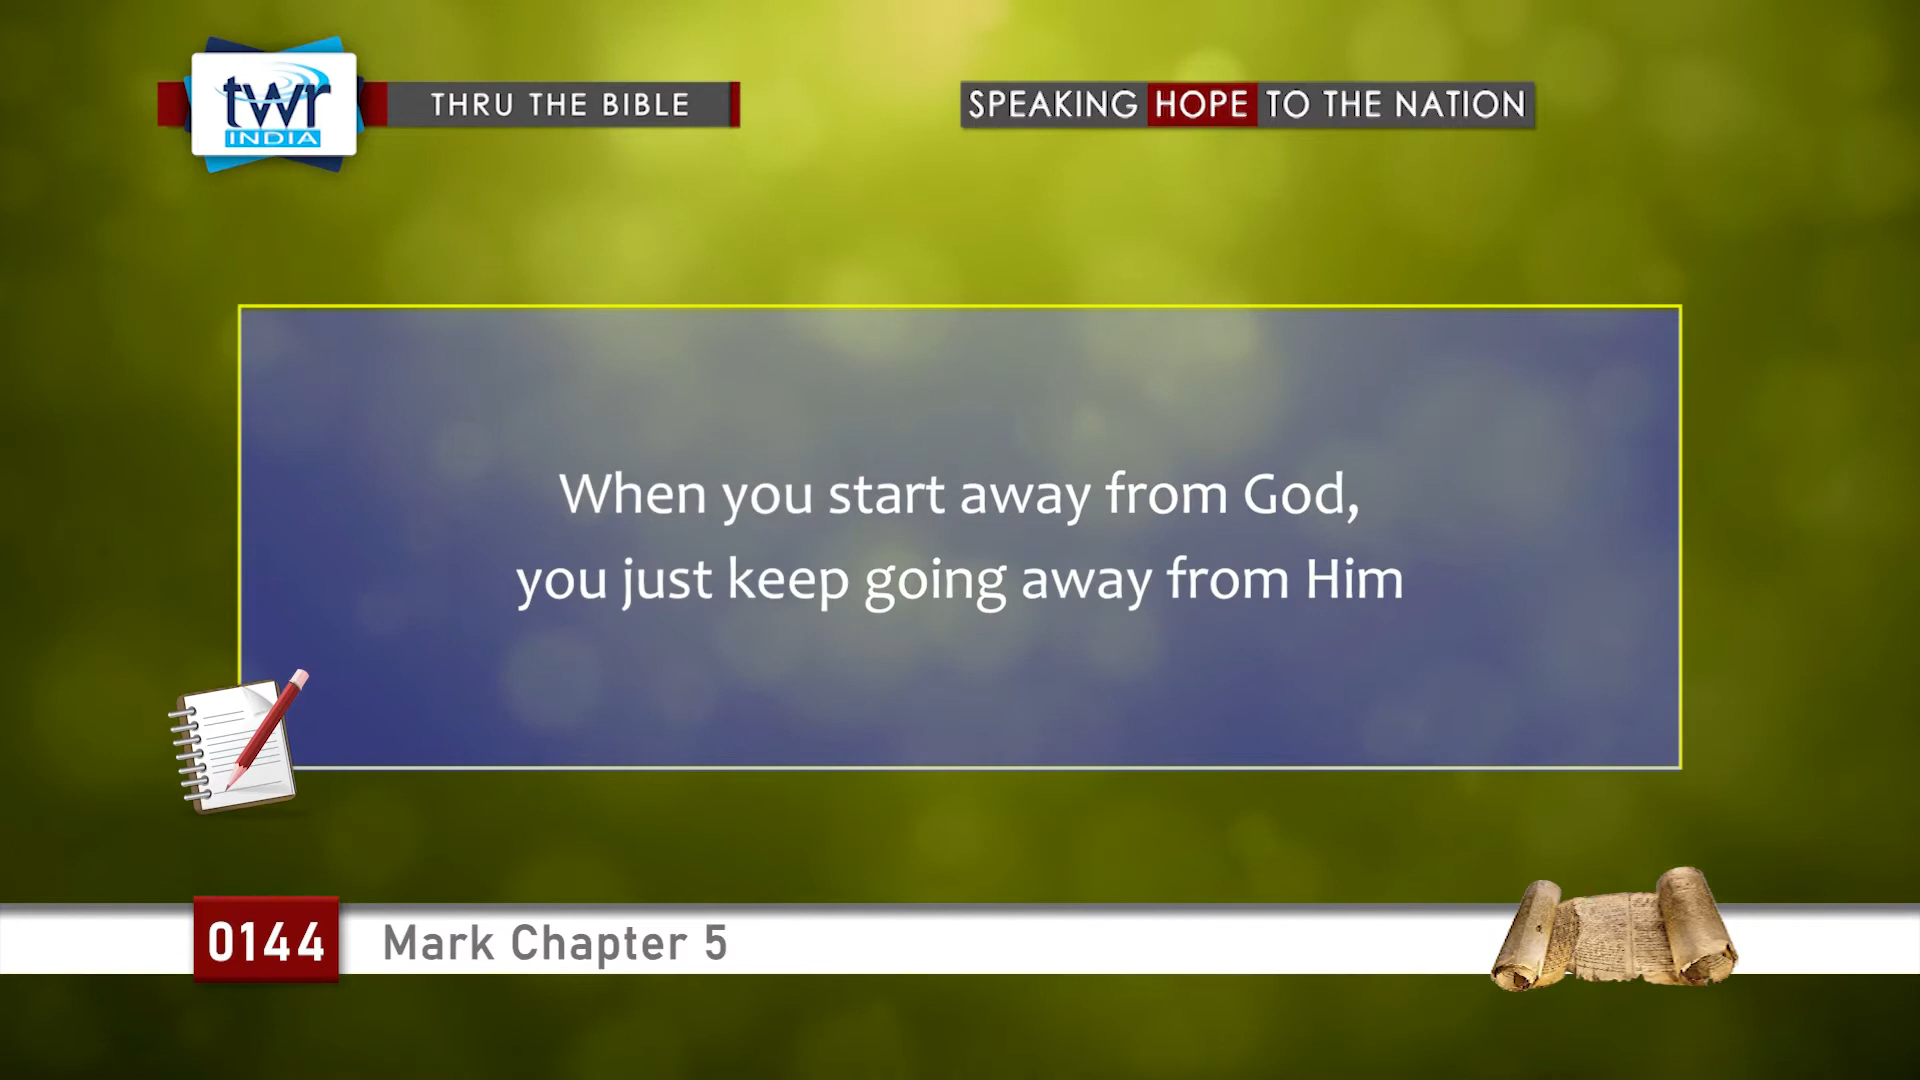 twr
INDIA
THRU THE BIBLE
SPEAKING HOPE TO THE NATION
When you start away from God,
you just keep going away from Him
0144
Mark Chapter 5